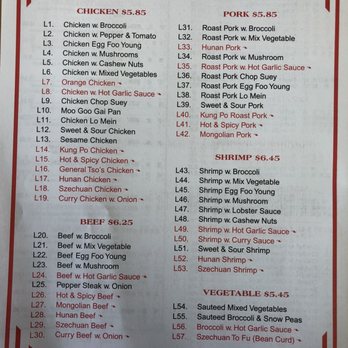 CHICKEN $5.85
L1. Chicken w. Broccoli
L2. Chicken w. Pepper & Tomato
L3. Chicken Egg Foo Young
L4. Chicken w. Mushrooms
L5. Chicken w. Cashew Nuts
L6. Chicken w. Mixed Vegetables
L7. Orange Chicken
L8. Chicken w. Hot Garlic Sauce
L9. Chicken Chop Suey
L10. Moo Goo Gai Pan
L11. Chicken Lo Mein
L12. Sweet & Sour Chicken
L13. Sesame Chicken
L14. Kung Po Chicken
L15. Hot & Spicy Chicken
L16. General Tso's Chicken
L17. Hunan Chicken
L18. Szechuan Chicken
L19. Curry Chicken w. Onion
BEEF $6.25
L20. Beef w. Broccoli
L21. Beef w. Mix Vegetable
L22. Beef Egg Foo Young
L23. Beef w. Mushroom
L24. Beef w. Hot Garlic Sauce
L25. Pepper Steak w. Onion
L26. Hot & Spicy Beef
L27. Mongolian Beef
L28. Hunan Beef
L29. Szechuan Beef
L30. Curry Beef w. Onion
PORK $5.85
L31. Roast Pork w. Broccoli
L32. Roast Pork w. Mix Vegetable
L33. Hunan Pork
L34. Roast Pork w. Mushroom
L35. Roast Pork w. Hot Garlic Sauce
L36. Roast Pork Chop Suey
L37. Roast Pork Egg Foo Young
L38. Roast Pork Lo Mein
L39. Sweet & Sour Pork
L40. Kung Po Roast Pork
L41. Hot & Spicy Pork
L42. Mongolian Pork
SHRIMP $6.45
L43. Shrimp w. Broccoli
L44. Shrimp w. Mix Vegetable
L45. Shrimp Egg Foo Young
L46. Shrimp w. Mushroom
L47. Shrimp w. Lobster Sauce
L48. Shrimp w. Cashew Nuts
L49. Shrimp w. Hot Garlic Sauce
L50. Shrimp w. Curry Sauce
L51. Sweet & Sour Shrimp
L52. Hunan Shrimp
L53. Szechuan Shrimp
VEGETABLE $5.45
L54. Sauteed Mixed Vegetables
L55. Sauteed Broccoli & Snow Peas
L56. Broccoli w. Hot Garlic Sauce
L57. Szechuan To Fu (Bean Curd)